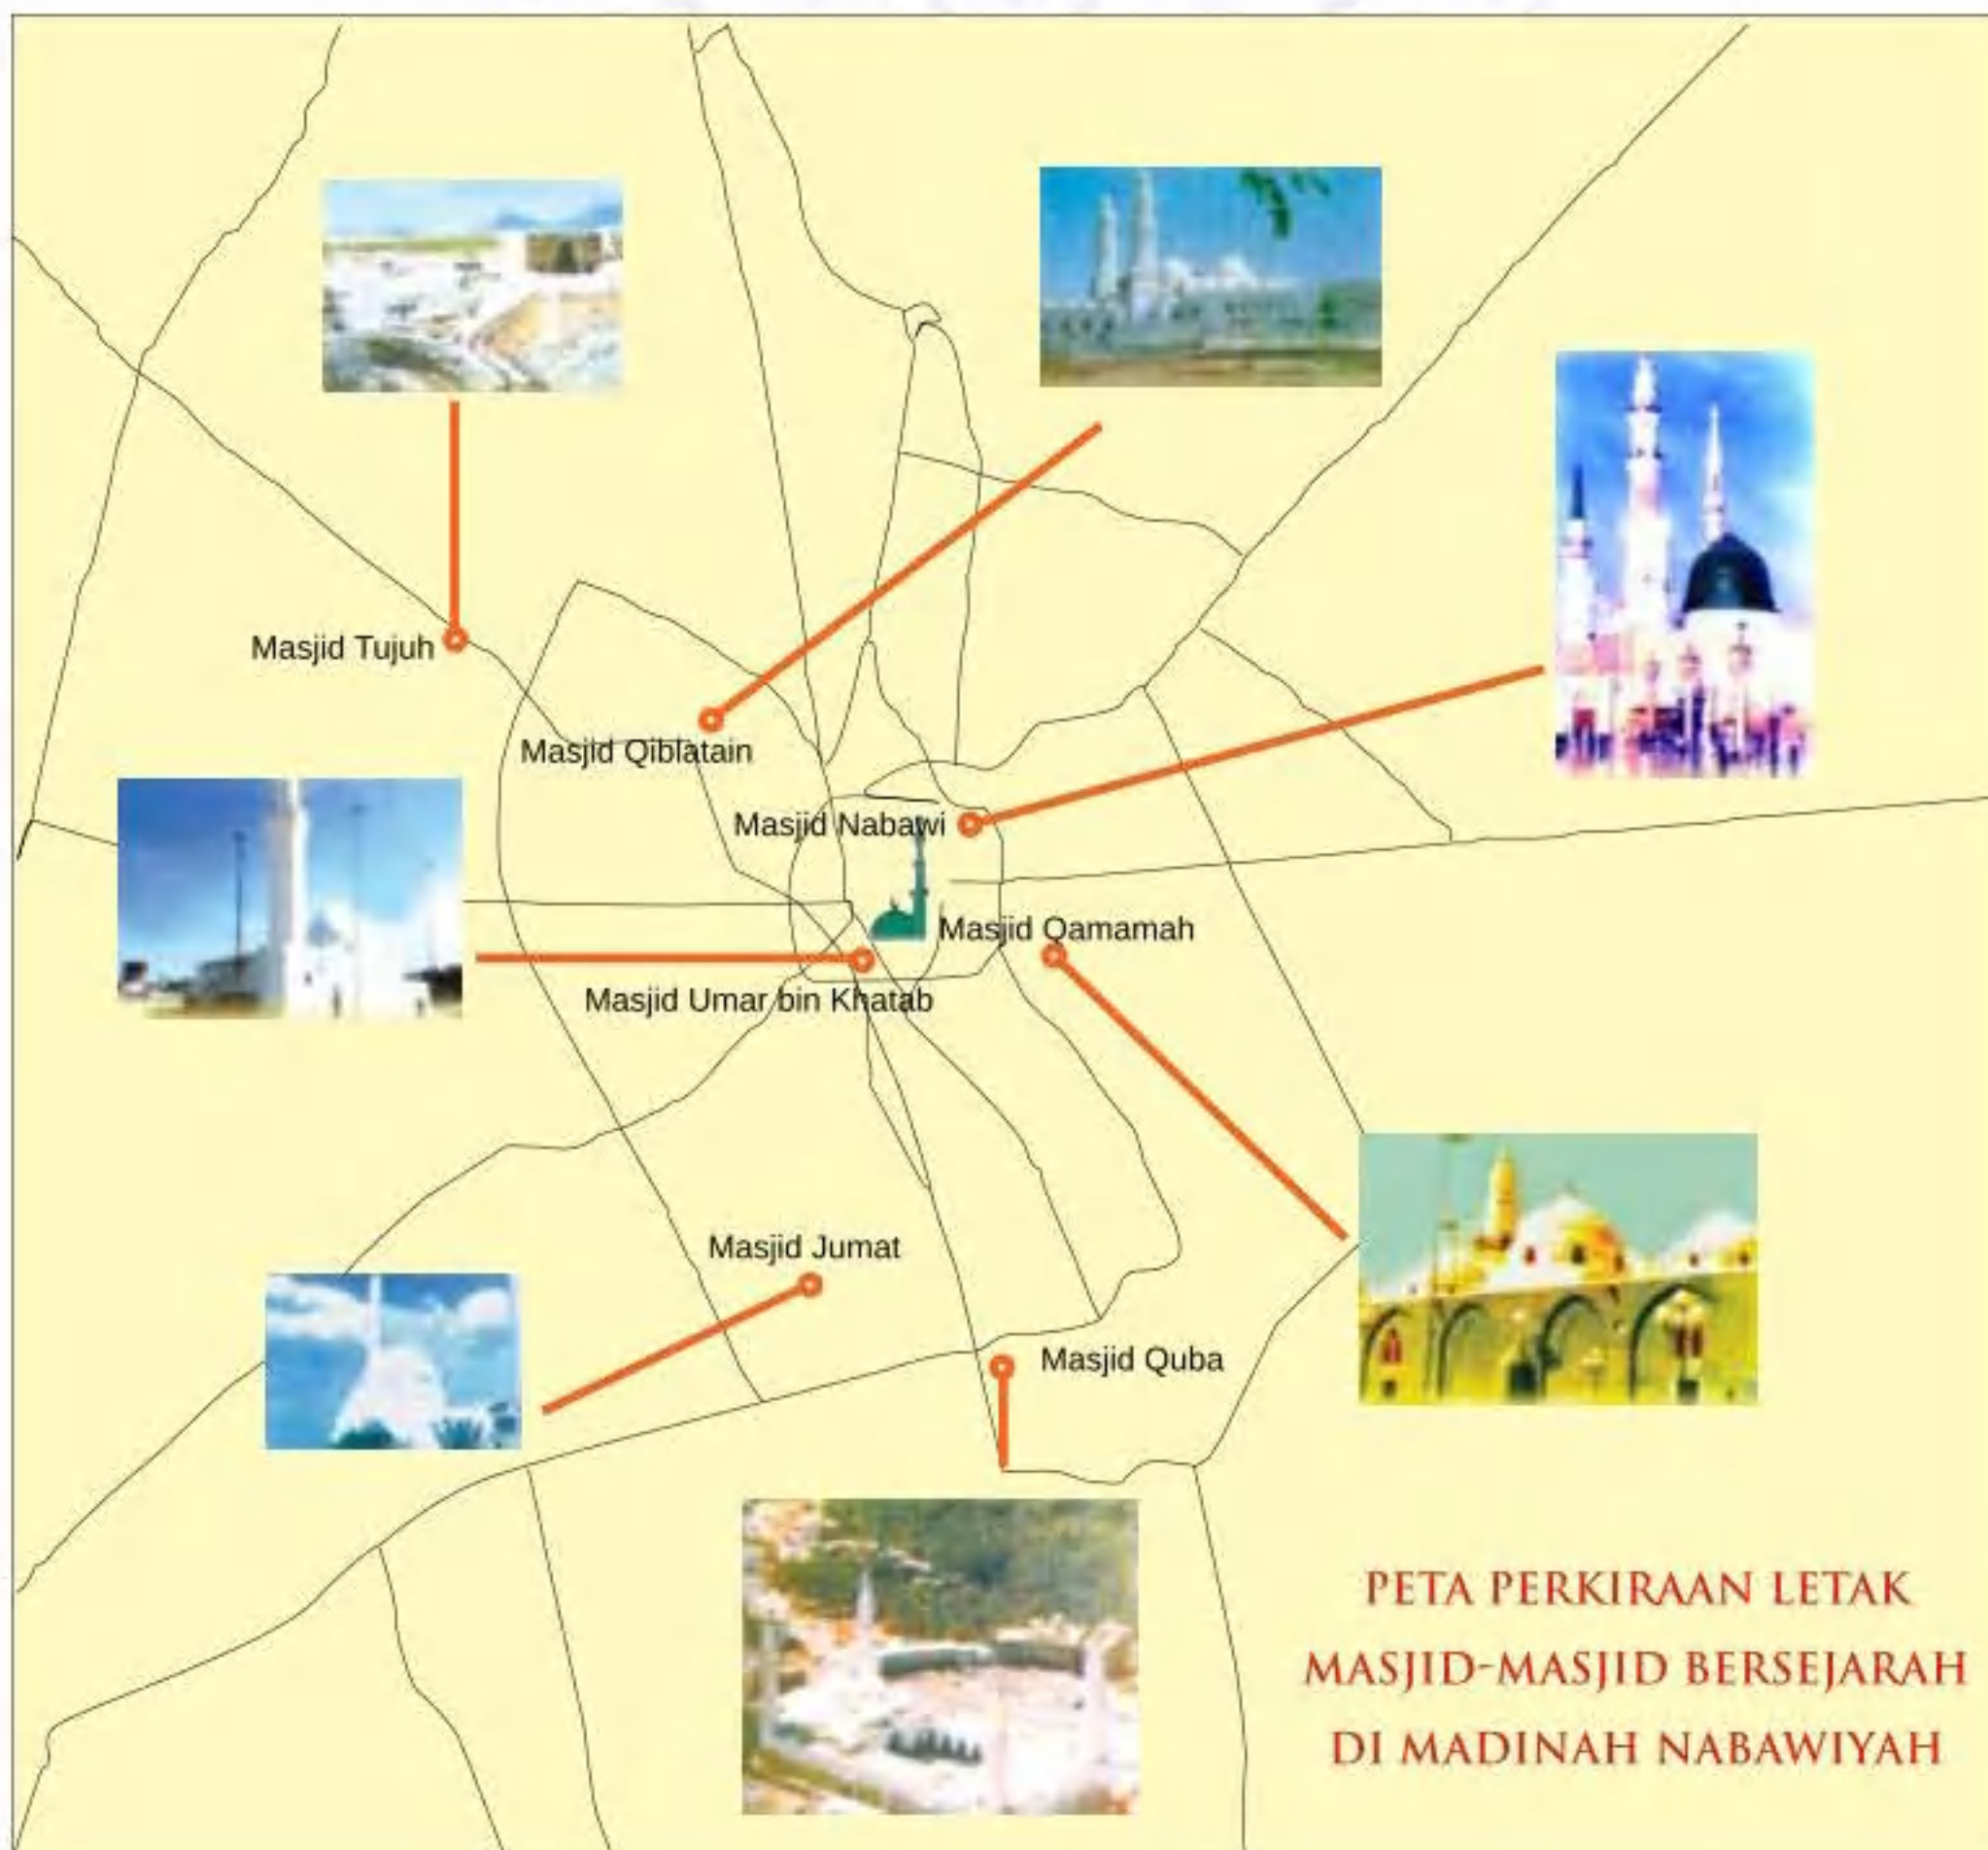 Masjid Tujuh
Masjid Qiblatain
Masjid Nabawi
Masjid Qamamah
Masjid Umar bin Khatab
Masjid Jumat
Masjid Quba
PETA PERKIRAAN LETAK
MASJID-MASJID BERSEJARAH
DI MADINAH NABAWIYAH